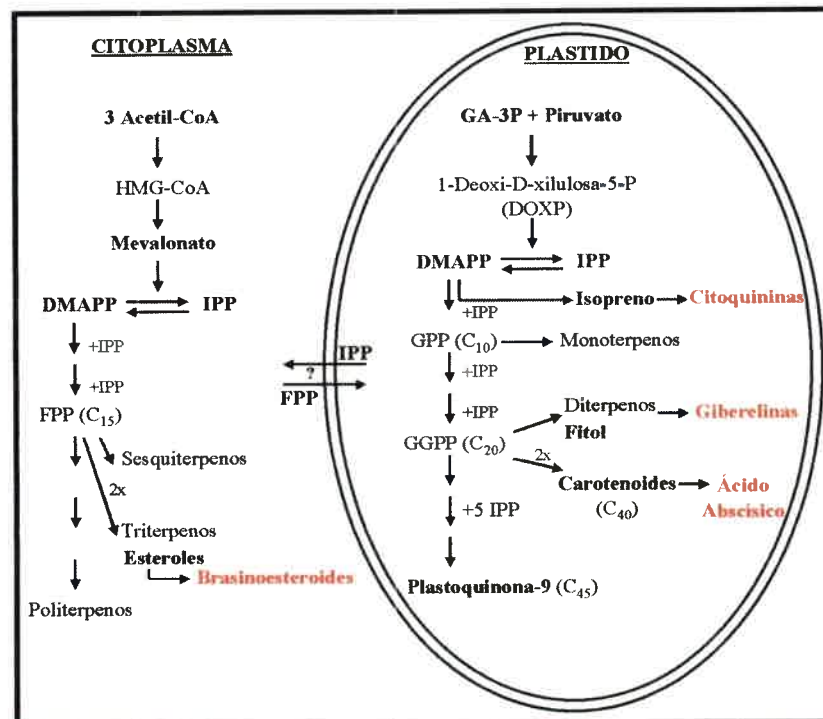 CITOPLASMA
3 Acetil-CoA
HMG-CoA
Mevalonato
DMAPP
IPP
+IPP
+IPP
FPP (C15)
Sesquiterpenos
2x
Triterpenos
Esteroles
Brasinoesteroides
Politerpenos
IPP
?
FPP
PLASTIDO
GA-3P + Piruvato
1-Deoxi-D-xilulosa-5-P
(DOXP)
DMAPP
IPP
Isopreno
Citoquininas
+IPP
GPP (C10)
Monoterpenos
+IPP
+IPP
Diterpenos
Giberelinas
Fitol
GGPP (C20)
2x
Carotenoides
Ácido
(C40)
Abscísico
+5 IPP
Plastoquinona-9 (C45)